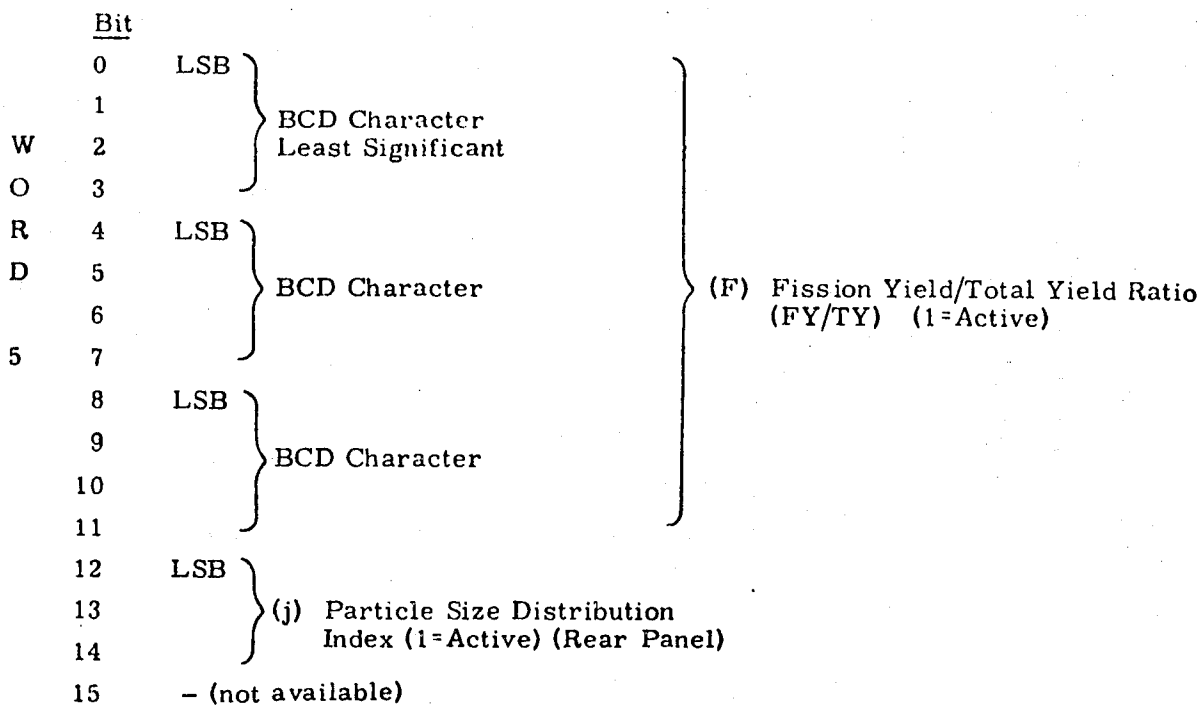 Bit
0 LSB
1
BCD Character
W 2 Least Significant
O 3
R 4 LSB
D 5
BCD Character
(F) Fission Yield/Total Yield Ratio
6 (FY/TY) (1=Active)
5 7
8 LSB
9
BCD Character
10
11
12 LSB
13 (j) Particle Size Distribution
Index (1=Active) (Rear Panel)
14
15 – (not available)